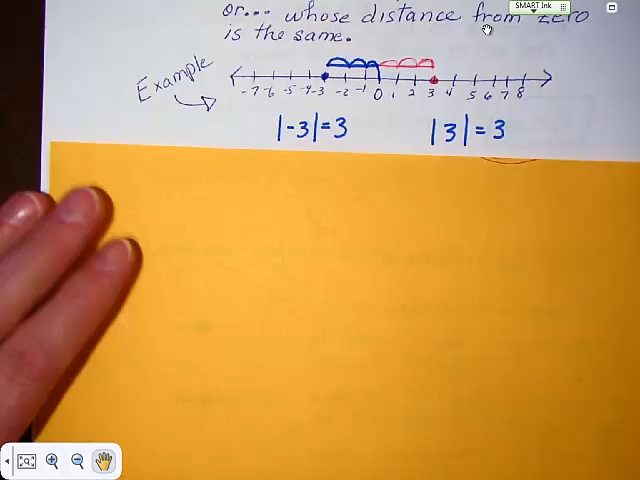 or... whose distance from zero
SMART Ink
is the same.
Example
-7 -6 -5 -4 -3 -2 -1 0 1 2 3 4 5 6 7 8
|-3| = 3 |3| = 3